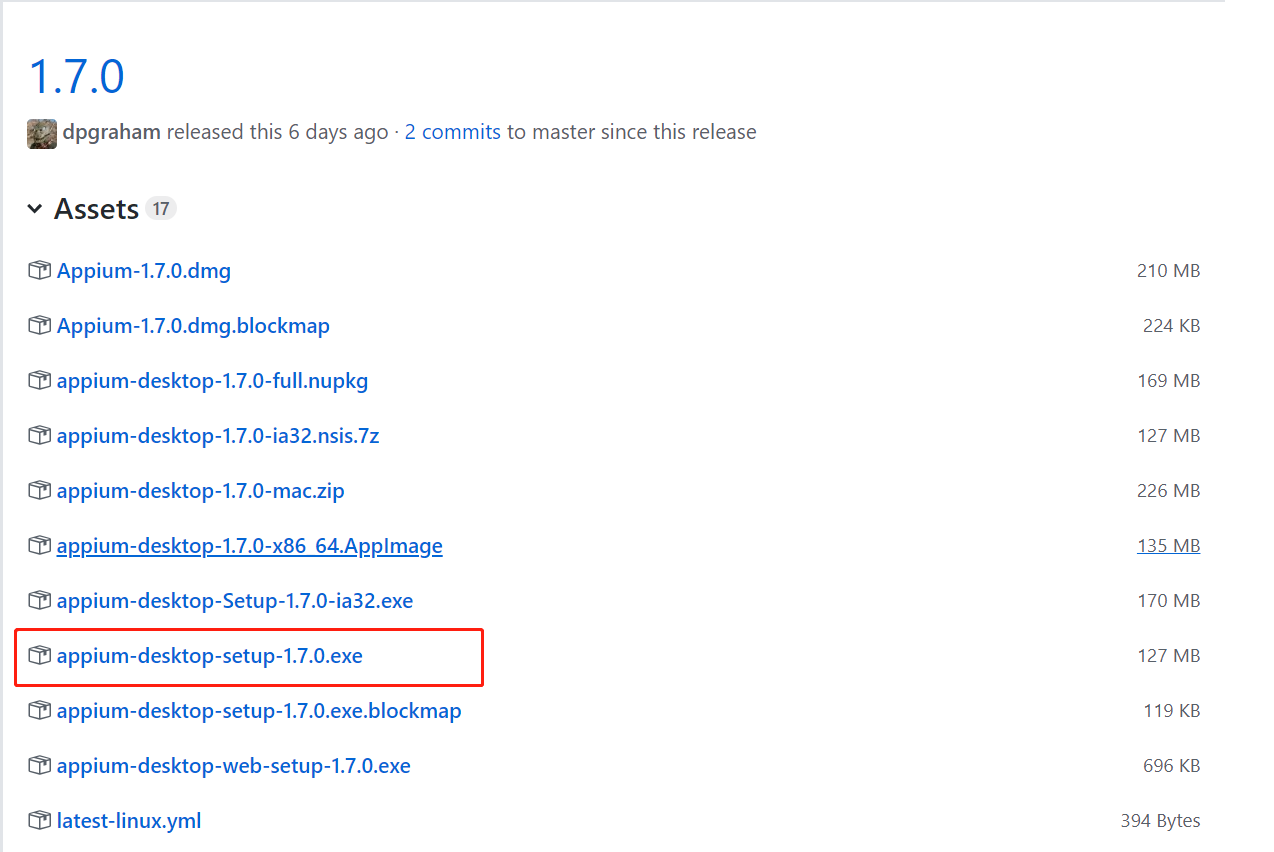 1.7.0
dpgraham released this 6 days ago · 2 commits to master since this release
Assets 17
Appium-1.7.0.dmg 210 MB
Appium-1.7.0.dmg.blockmap 224 KB
appium-desktop-1.7.0-full.nupkg 169 MB
appium-desktop-1.7.0-ia32.nsis.7z 127 MB
appium-desktop-1.7.0-mac.zip 226 MB
appium-desktop-1.7.0-x86_64.AppImage 135 MB
appium-desktop-Setup-1.7.0-ia32.exe 170 MB
appium-desktop-setup-1.7.0.exe 127 MB
appium-desktop-setup-1.7.0.exe.blockmap 119 KB
appium-desktop-web-setup-1.7.0.exe 696 KB
latest-linux.yml 394 Bytes